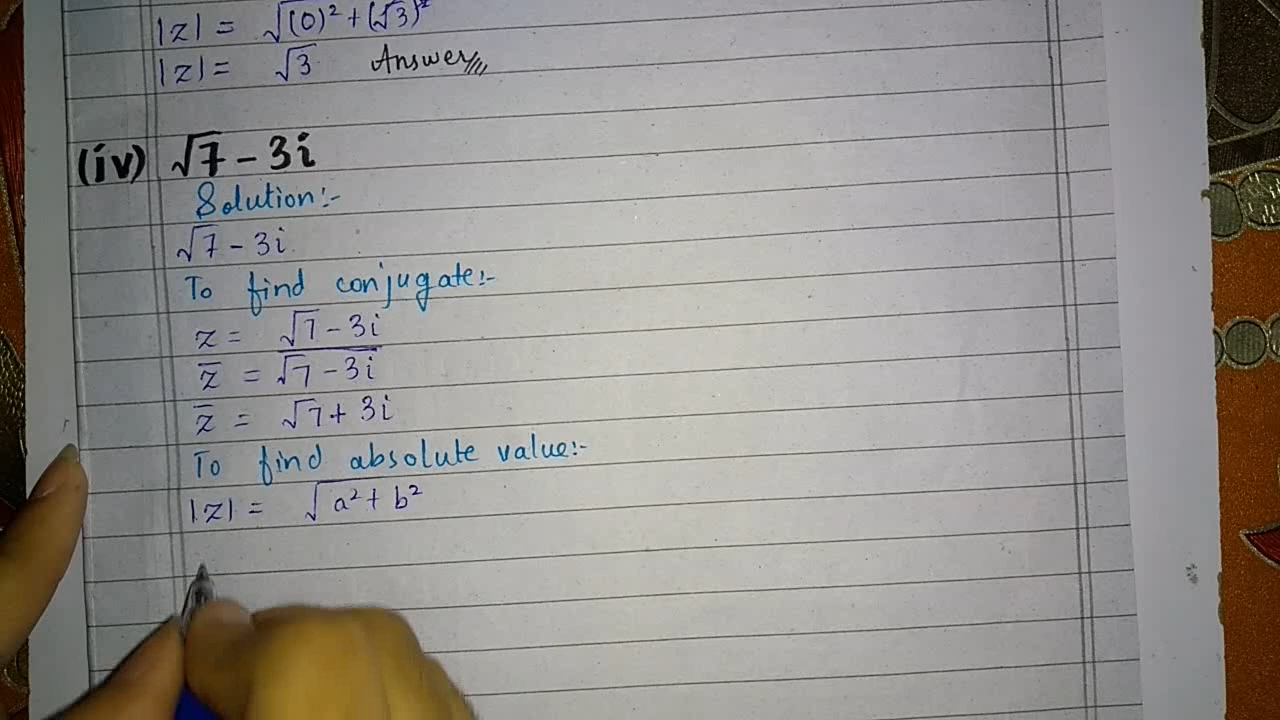 |z| = √(0)² + (√3)²
|z| = √3 Answer
(iv) √7 - 3i
Solution:-
√7 - 3i
To find conjugate:-
z = √7 - 3i
z̅ = \overline{√7 - 3i}
z̅ = √7 + 3i
To find absolute value:-
|z| = √a² + b²